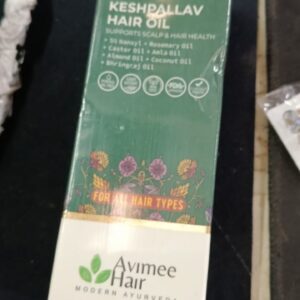 KESHPALLAV
HAIR OIL
SUPPORTS SCALP & HAIR HEALTH
• Rosemary Oil
• Castor Oil • Amla Oil
• Almond Oil • Coconut Oil
• Bhringraj Oil
FOR ALL HAIR TYPES
Avimee
Hair
MODERN AYURVEDA